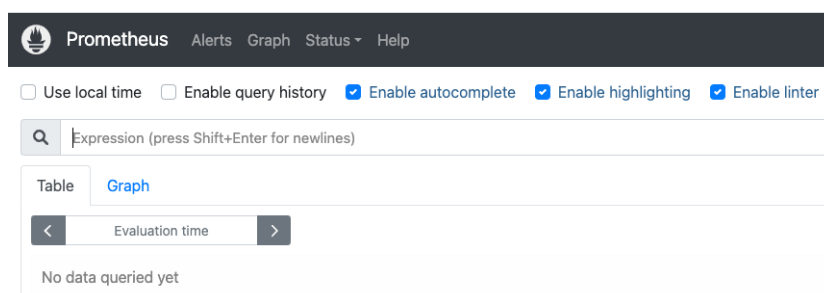 Prometheus Alerts Graph Status Help
Use local time Enable query history Enable autocomplete Enable highlighting Enable linter
Expression (press Shift+Enter for newlines)
Table Graph
Evaluation time
No data queried yet